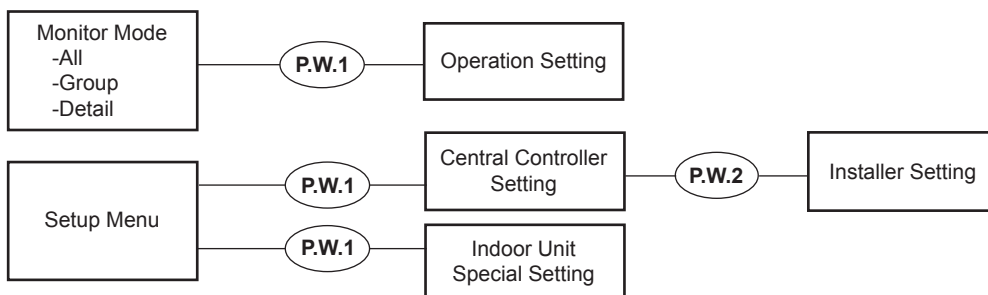 Monitor Mode
-All
-Group
-Detail
P.W.1
Operation Setting
Setup Menu
P.W.1
Central Controller
Setting
P.W.2
Installer Setting
P.W.1
Indoor Unit
Special Setting